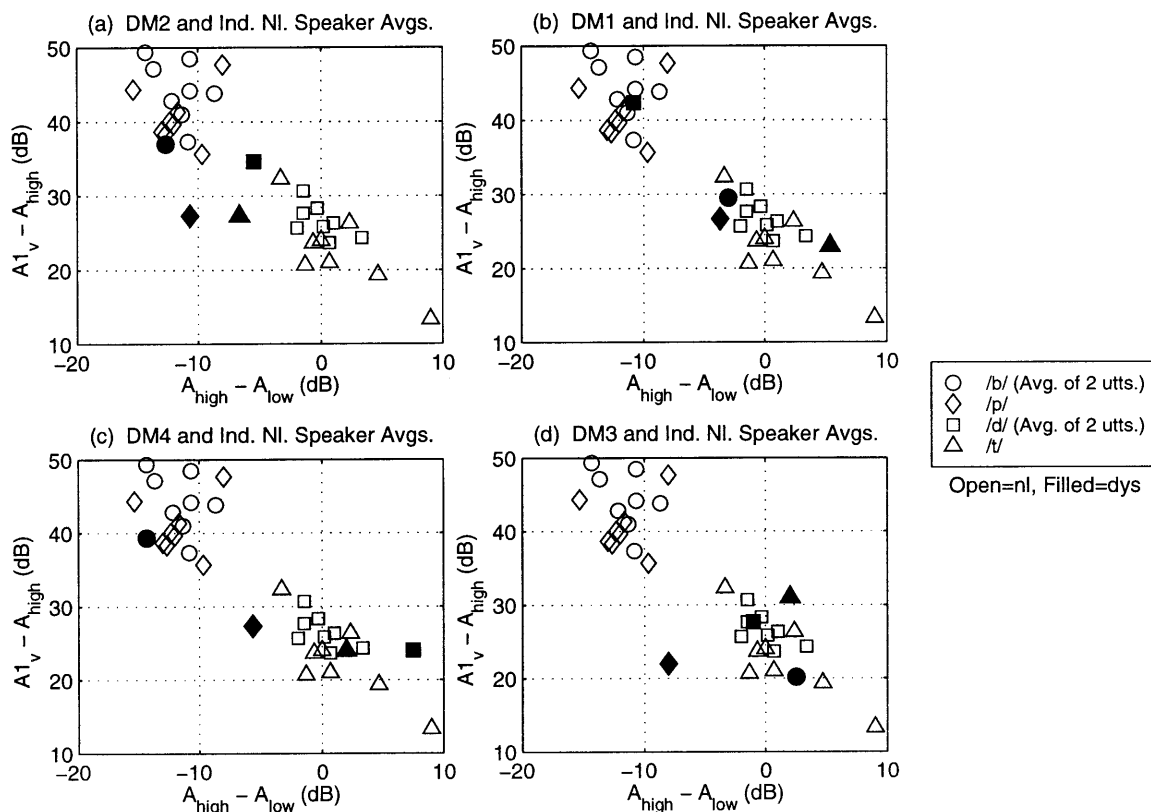 (a) DM2 and Ind. Nl. Speaker Avgs.
50
40
30
20
10
A1v – Ahigh (dB)
–20 –10 0 10
Ahigh – Alow (dB)
(b) DM1 and Ind. Nl. Speaker Avgs.
50
40
30
20
10
A1v – Ahigh (dB)
–20 –10 0 10
Ahigh – Alow (dB)
/b/ (Avg. of 2 utts.)
/p/
/d/ (Avg. of 2 utts.)
/t/
Open=nl, Filled=dys
(c) DM4 and Ind. Nl. Speaker Avgs.
50
40
30
20
10
A1v – Ahigh (dB)
–20 –10 0 10
Ahigh – Alow (dB)
(d) DM3 and Ind. Nl. Speaker Avgs.
50
40
30
20
10
A1v – Ahigh (dB)
–20 –10 0 10
Ahigh – Alow (dB)